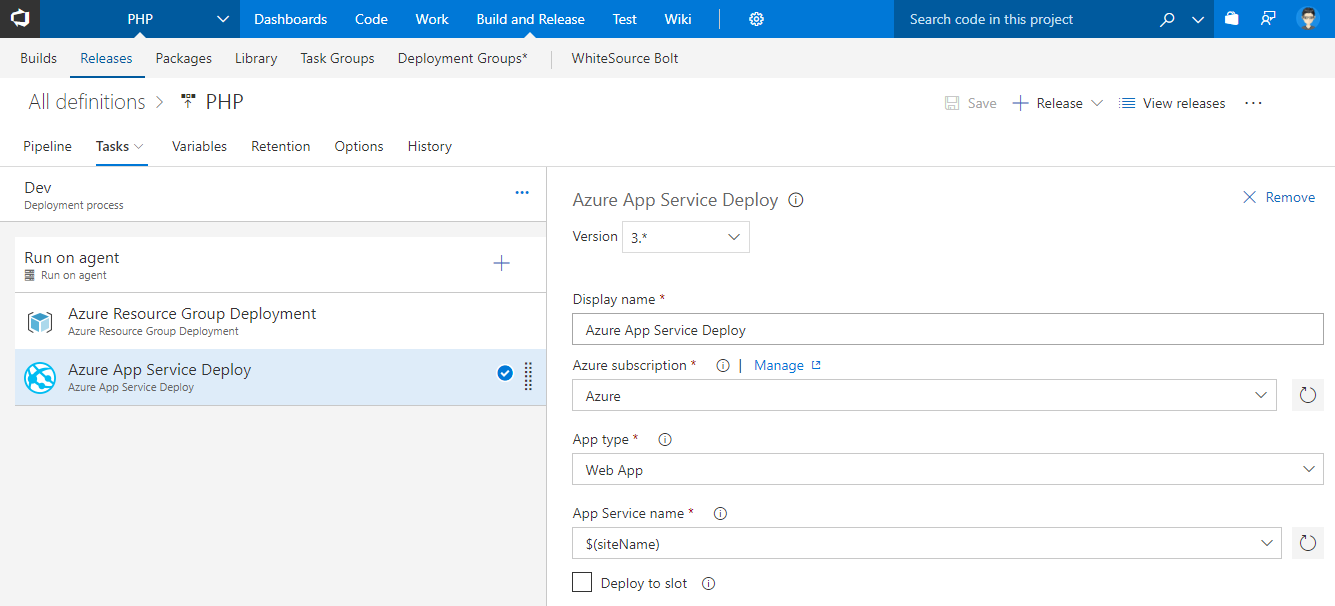 PHP Dashboards Code Work Build and Release Test Wiki Search code in this project
Builds Releases Packages Library Task Groups Deployment Groups* WhiteSource Bolt
All definitions > PHP Save Release View releases ...
Pipeline Tasks Variables Retention Options History
Dev
Deployment process
Run on agent
Run on agent
Azure Resource Group Deployment
Azure Resource Group Deployment
Azure App Service Deploy
Azure App Service Deploy
Azure App Service Deploy Remove
Version 3.*
Display name *
Azure App Service Deploy
Azure subscription * | Manage
Azure
App type *
Web App
App Service name *
$(siteName)
Deploy to slot